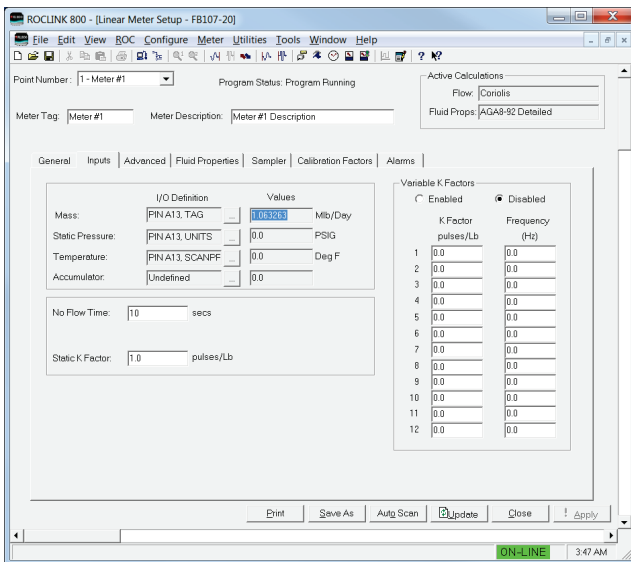 ROCLINK 800 - [Linear Meter Setup - FB107-20]
File Edit View ROC Configure Meter Utilities Tools Window Help
Point Number: 1 - Meter #1
Program Status: Program Running
Active Calculations
Flow: Coriolis
Fluid Props: AGA8-92 Detailed
Meter Tag: Meter #1 Meter Description: Meter #1 Description
General Inputs Advanced Fluid Properties Sampler Calibration Factors Alarms
I/O Definition Values
Mass: PIN A13, TAG ... 1.063263 Mlb/Day
Static Pressure: PIN A13, UNITS ... 0.0 PSIG
Temperature: PIN A13, SCANPF ... 0.0 Deg F
Accumulator: Undefined ... 0.0
No Flow Time: 10 secs
Static K Factor: 1.0 pulses/Lb
Variable K Factors
Enabled Disabled
K Factor Frequency
pulses/Lb (Hz)
1 0.0 0.0
2 0.0 0.0
3 0.0 0.0
4 0.0 0.0
5 0.0 0.0
6 0.0 0.0
7 0.0 0.0
8 0.0 0.0
9 0.0 0.0
10 0.0 0.0
11 0.0 0.0
12 0.0 0.0
Print Save As Auto Scan Update Close ! Apply
ON-LINE 3:47 AM